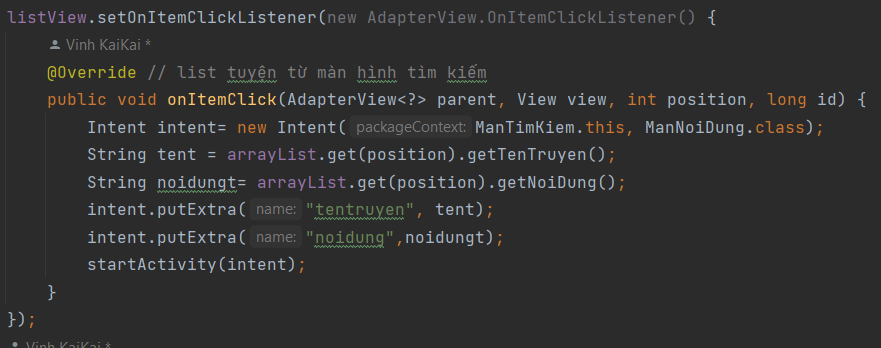 listView.setOnItemClickListener(new AdapterView.OnItemClickListener() {
Vinh KaiKai *
@Override // list tuyện từ màn hình tìm kiếm
public void onItemClick(AdapterView<?> parent, View view, int position, long id) {
Intent intent= new Intent( packageContext: ManTimKiem.this, ManNoiDung.class);
String tent = arrayList.get(position).getTenTruyen();
String noidungt= arrayList.get(position).getNoiDung();
intent.putExtra( name: "tentruyen", tent);
intent.putExtra( name: "noidung",noidungt);
startActivity(intent);
}
});
Vinh KaiKai *